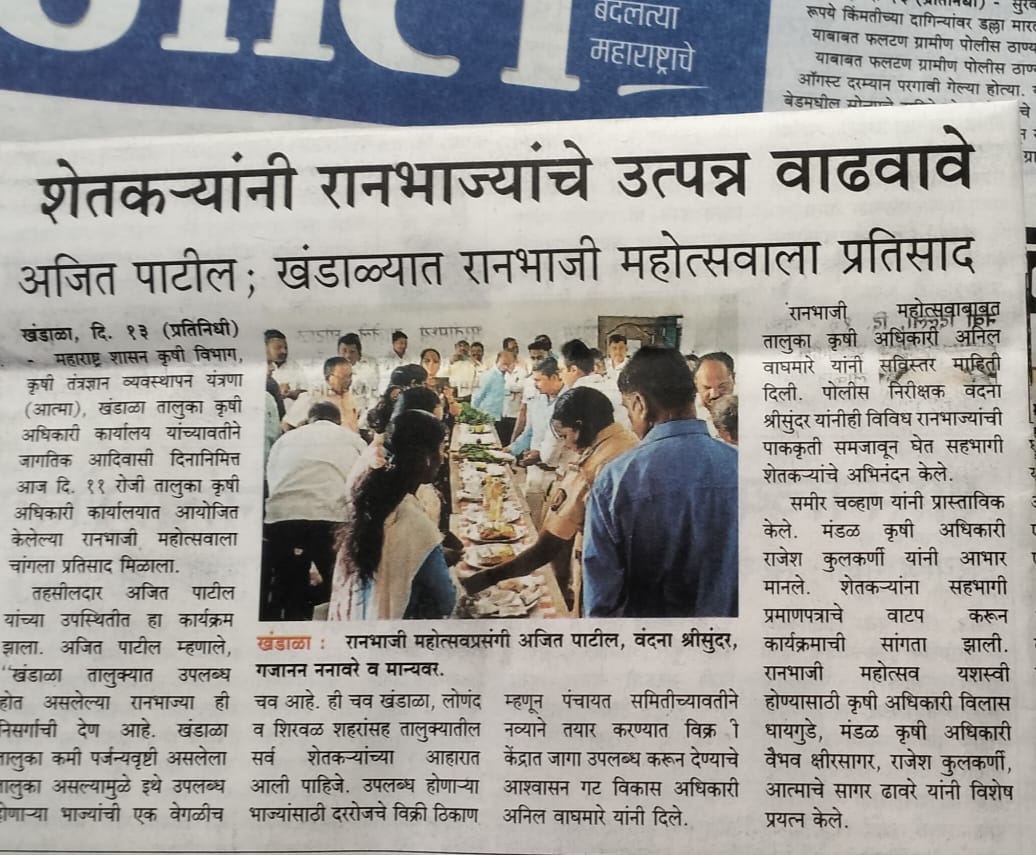 बदलत्या
महाराष्ट्राचे
रूपये किंमतीच्या दागिन्यांवर डल्ला
याबाबत फलटण ग्रामीण पोलीस
याबाबत फलटण ग्रामीण पोलीस
ऑगस्ट दरम्यान परगावी गेल्या होत्या.
शेतकऱ्यांनी रानभाज्यांचे उत्पन्न वाढवावे
अजित पाटील; खंडाळ्यात रानभाजी महोत्सवाला प्रतिसाद
खंडाळा, दि. १३ (प्रतिनिधी)
- महाराष्ट्र शासन कृषी विभाग,
कृषी तंत्रज्ञान व्यवस्थापन यंत्रणा
(आत्मा), खंडाळा तालुका कृषी
अधिकारी कार्यालय यांच्यावतीने
जागतिक आदिवासी दिनानिमित्त
आज दि. ११ रोजी तालुका कृषी
अधिकारी कार्यालयात आयोजित
केलेल्या रानभाजी महोत्सवाला
चांगला प्रतिसाद मिळाला.
तहसीलदार अजित पाटील
यांच्या उपस्थितीत हा कार्यक्रम
झाला. अजित पाटील म्हणाले,
"खंडाळा तालुक्यात उपलब्ध
होत असलेल्या रानभाज्या ही
निसर्गाची देण आहे. खंडाळा
तालुका कमी पर्जन्यवृष्टी असलेला
तालुका असल्यामुळे इथे उपलब्ध
होणाऱ्या भाज्यांची एक वेगळीच
खंडाळा : रानभाजी महोत्सवप्रसंगी अजित पाटील, वंदना श्रीसुंदर,
गजानन ननावरे व मान्यवर.
चव आहे. ही चव खंडाळा, लोणंद
व शिरवळ शहरांसह तालुक्यातील
सर्व शेतकऱ्यांच्या आहारात
आली पाहिजे. उपलब्ध होणाऱ्या
भाज्यांसाठी दररोजचे विक्री ठिकाण
म्हणून पंचायत समितीच्यावतीने
नव्याने तयार करण्यात विक्र ी
केंद्रात जागा उपलब्ध करून देण्याचे
आश्वासन गट विकास अधिकारी
अनिल वाघमारे यांनी दिले.
रांनभाजी महोत्सवाबाबत
तालुका कृषी अधिकारी अनिल
वाघमारे यांनी सविस्तर माहिती
दिली. पोलीस निरीक्षक वंदना
श्रीसुंदर यांनीही विविध रानभाज्यांची
पाककृती समजावून घेत सहभागी
शेतकऱ्यांचे अभिनंदन केले.
समीर चव्हाण यांनी प्रास्ताविक
केले. मंडळ कृषी अधिकारी
राजेश कुलकर्णी यांनी आभार
मानले. शेतकऱ्यांना सहभागी
प्रमाणपत्राचे वाटप करून
कार्यक्रमाची सांगता झाली.
रानभाजी महोत्सव यशस्वी
होण्यासाठी कृषी अधिकारी विलास
धायगुडे, मंडळ कृषी अधिकारी
वैभव क्षीरसागर, राजेश कुलकर्णी,
आत्माचे सागर ढावरे यांनी विशेष
प्रयत्न केले.